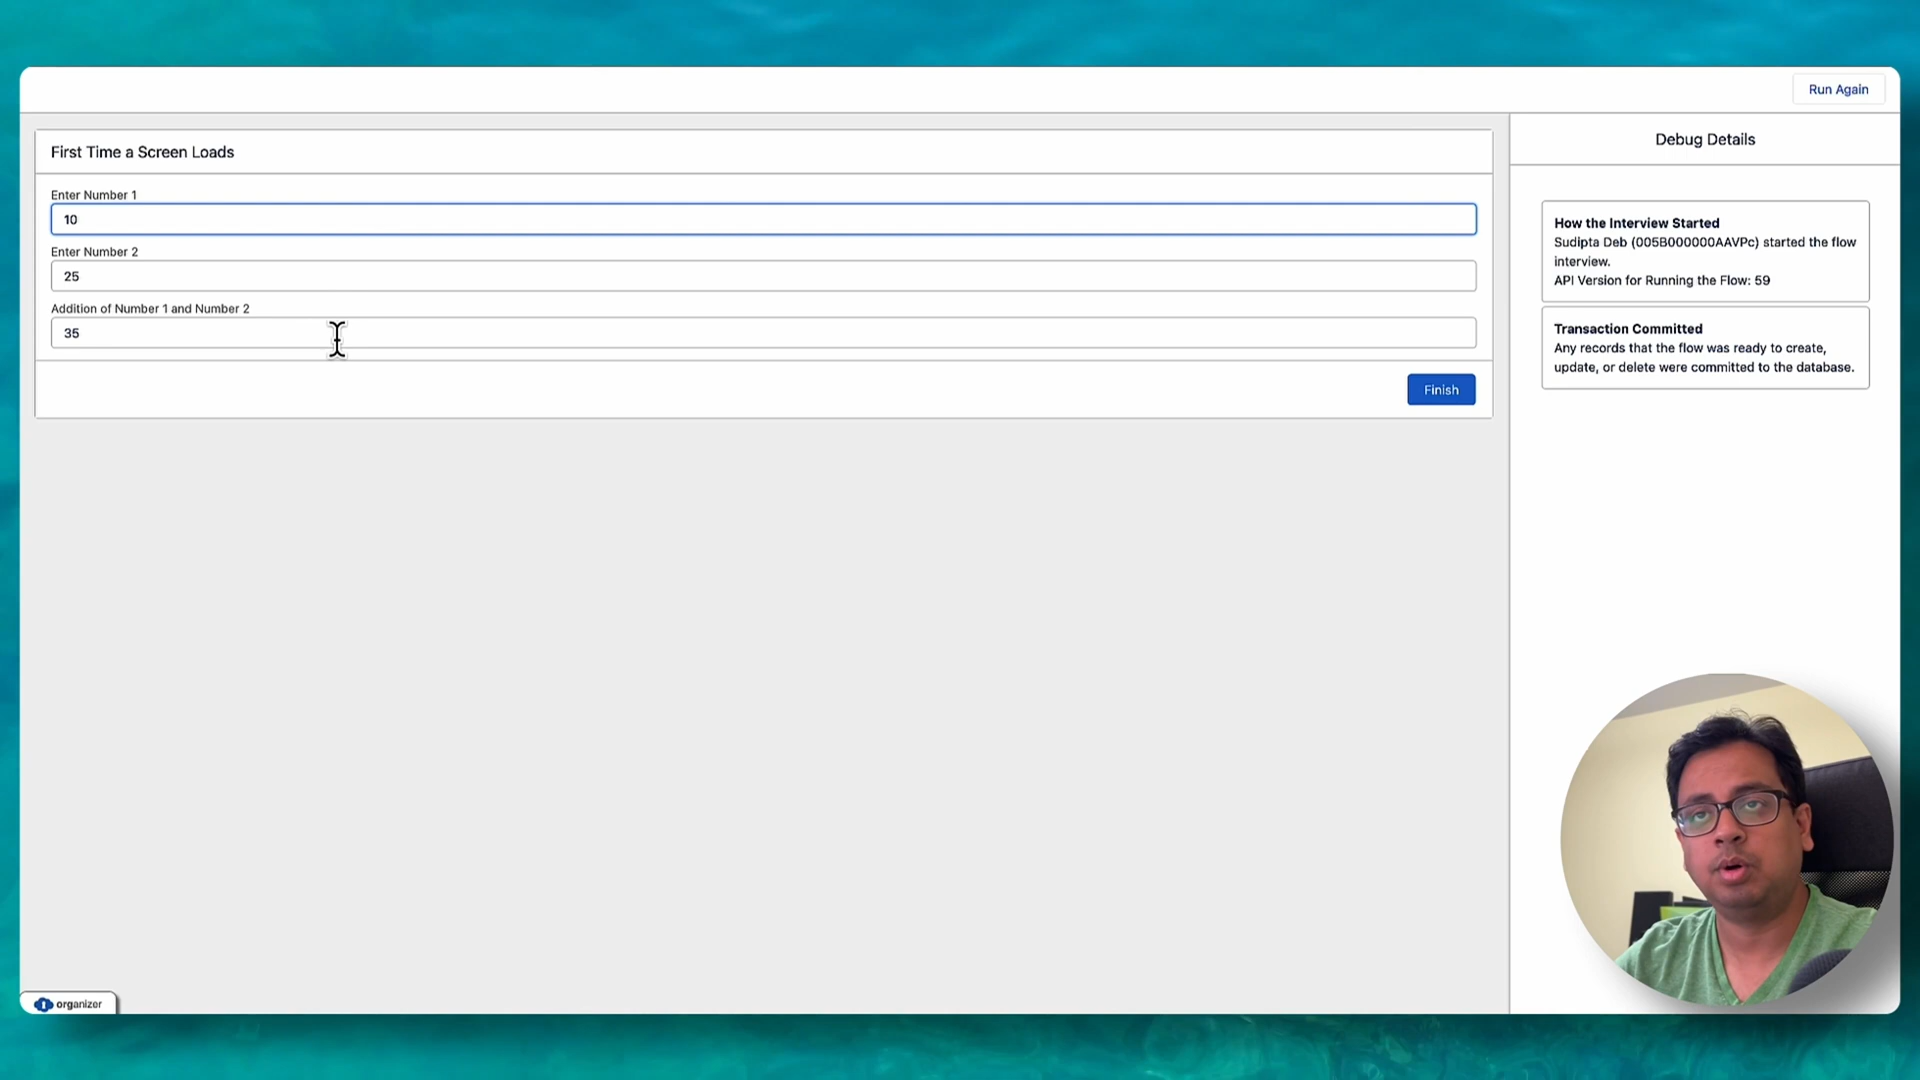 Run Again
First Time a Screen Loads
Enter Number 1
10
Enter Number 2
25
Addition of Number 1 and Number 2
35
Finish
Debug Details
How the Interview Started
Sudipta Deb (005B000000AAVPc) started the flow
interview.
API Version for Running the Flow: 59
Transaction Committed
Any records that the flow was ready to create,
update, or delete were committed to the database.
organizer